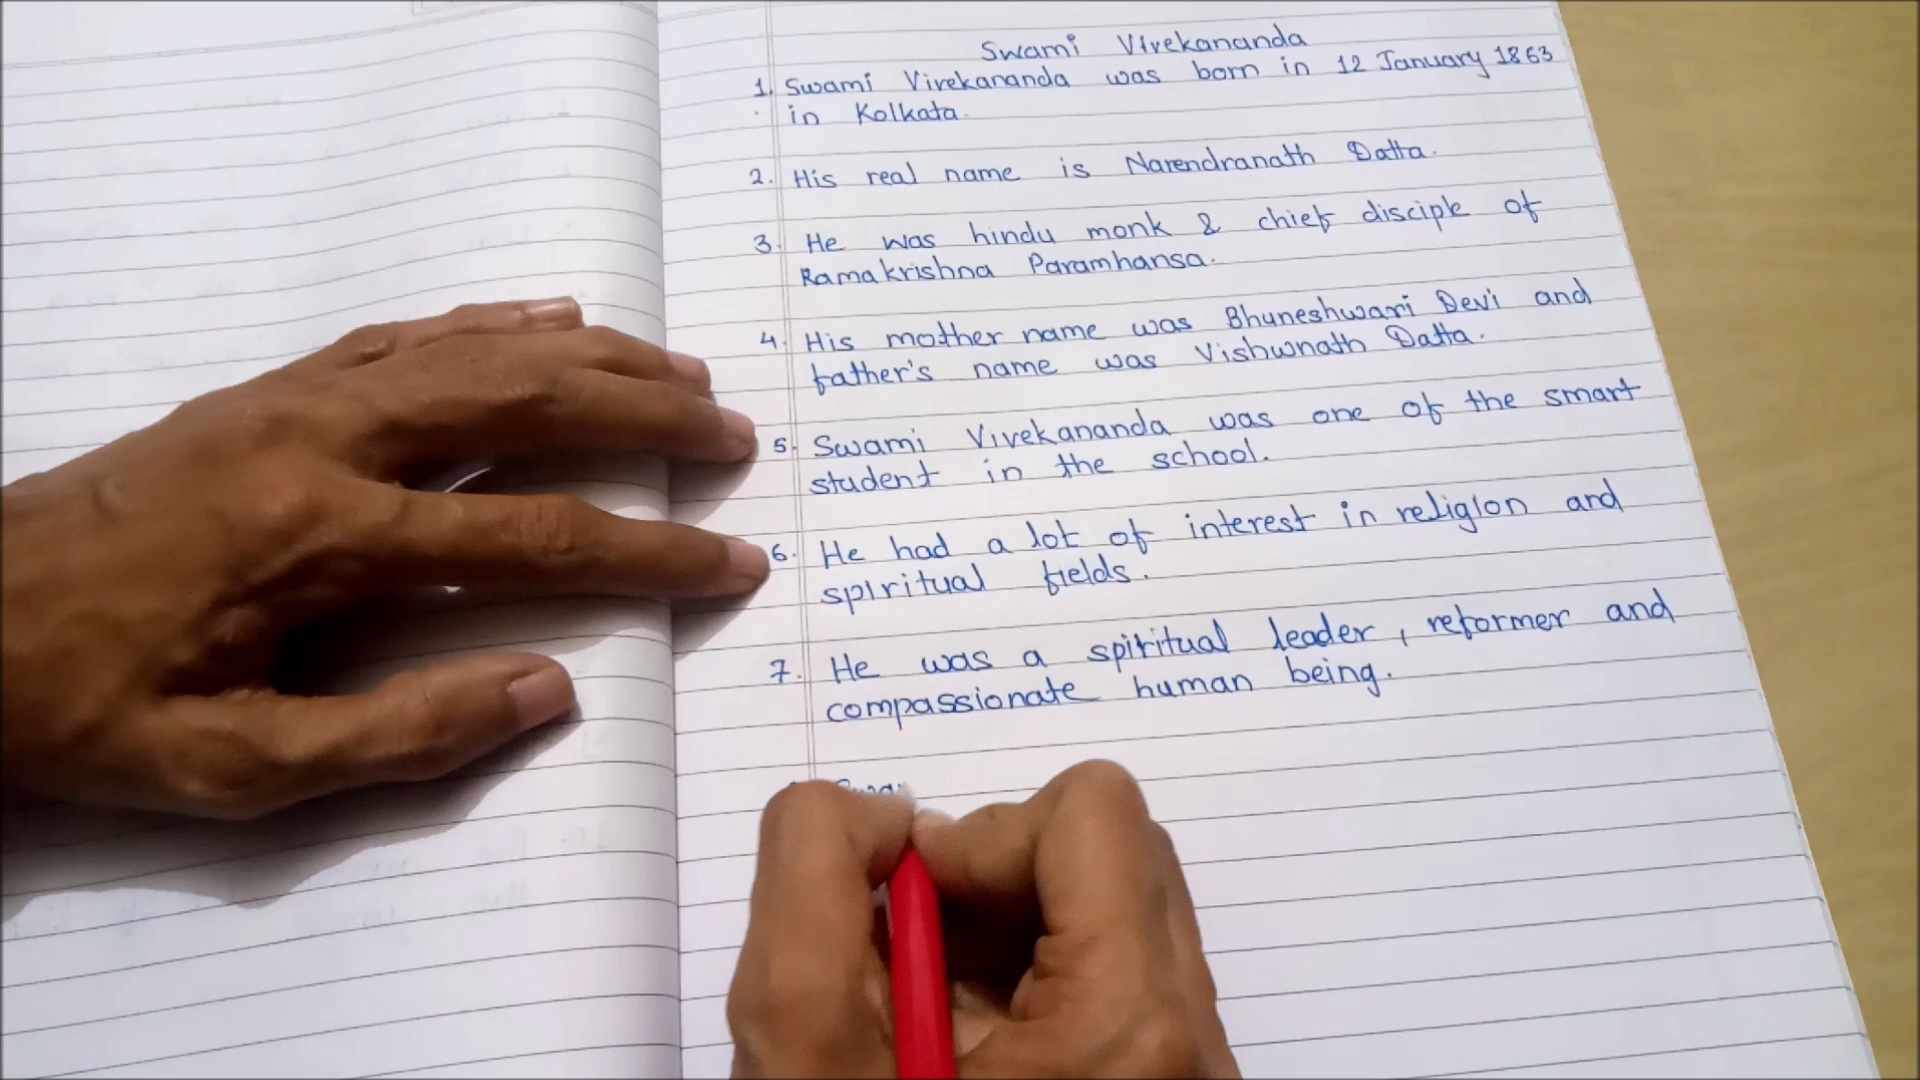 Swami Vivekananda
1. Swami Vivekananda was born in 12 January 1863
in Kolkata.
2. His real name is Narendranath Datta.
3. He was hindu monk & chief disciple of
Ramakrishna Paramhansa.
4. His mother name was Bhuneshwari Devi and
father's name was Vishwnath Datta.
5. Swami Vivekananda was one of the smart
student in the school.
6. He had a lot of interest in religion and
spiritual fields.
7. He was a spiritual leader, reformer and
compassionate human being.